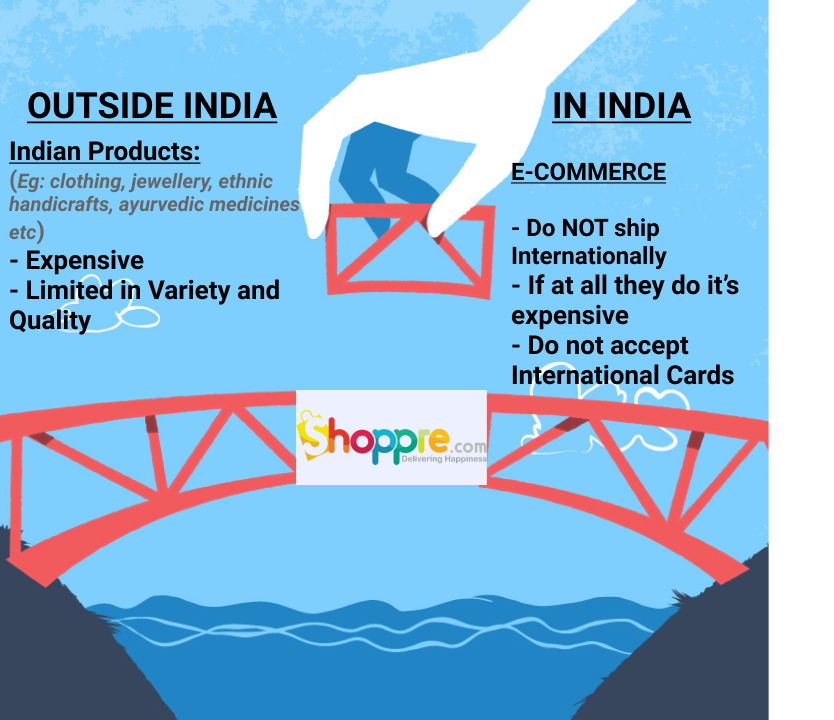 OUTSIDE INDIA
Indian Products:
(Eg: clothing, jewellery, ethnic
handicrafts, ayurvedic medicines
etc)
- Expensive
- Limited in Variety and
Quality
IN INDIA
E-COMMERCE
- Do NOT ship
Internationally
- If at all they do it’s
expensive
- Do not accept
International Cards
Shoppre.com
Delivering Happiness